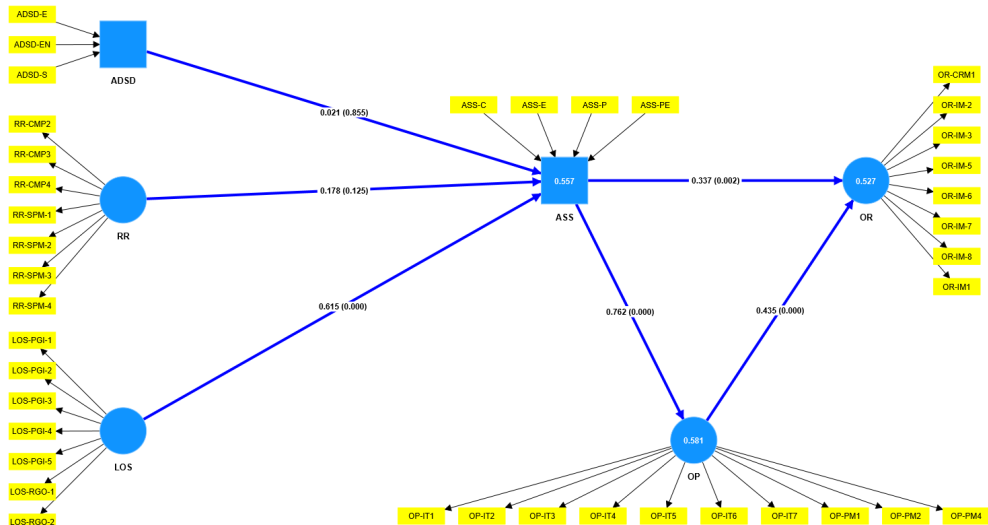 ADSD-E
ADSD-EN
ADSD-S
ADSD
0.021 (0.855)
RR-CMP2
RR-CMP3
RR-CMP4
RR-SPM-1
RR-SPM-2
RR-SPM-3
RR-SPM-4
RR
0.178 (0.125)
LOS-PGI-1
LOS-PGI-2
LOS-PGI-3
LOS-PGI-4
LOS-PGI-5
LOS-RGO-1
LOS-RGO-2
LOS
0.615 (0.000)
ASS-C
ASS-E
ASS-P
ASS-PE
0.557
ASS
0.337 (0.002)
0.762 (0.000)
0.435 (0.000)
0.527
OR
OR-CRM1
OR-IM-2
OR-IM-3
OR-IM-5
OR-IM-6
OR-IM-7
OR-IM-8
OR-IM1
0.581
OP
OP-IT1
OP-IT2
OP-IT3
OP-IT4
OP-IT5
OP-IT6
OP-IT7
OP-PM1
OP-PM2
OP-PM4